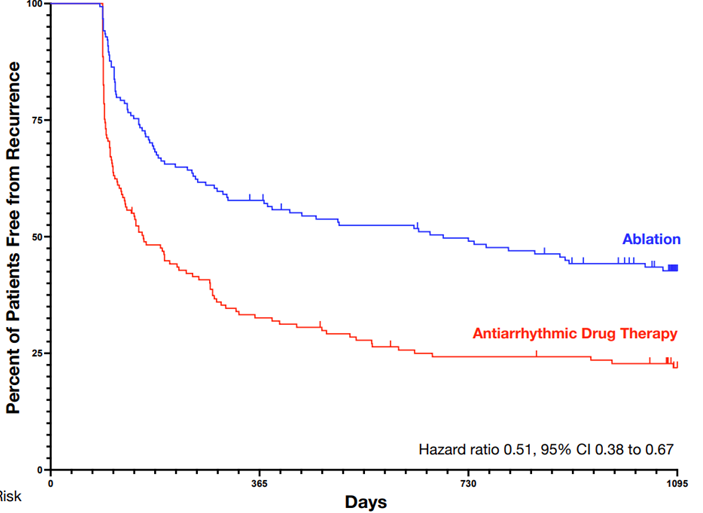 100
75
50
25
0
Percent of Patients Free from Recurrence
Ablation
Antiarrhythmic Drug Therapy
Hazard ratio 0.51, 95% CI 0.38 to 0.67
0 365 730 1095
Days